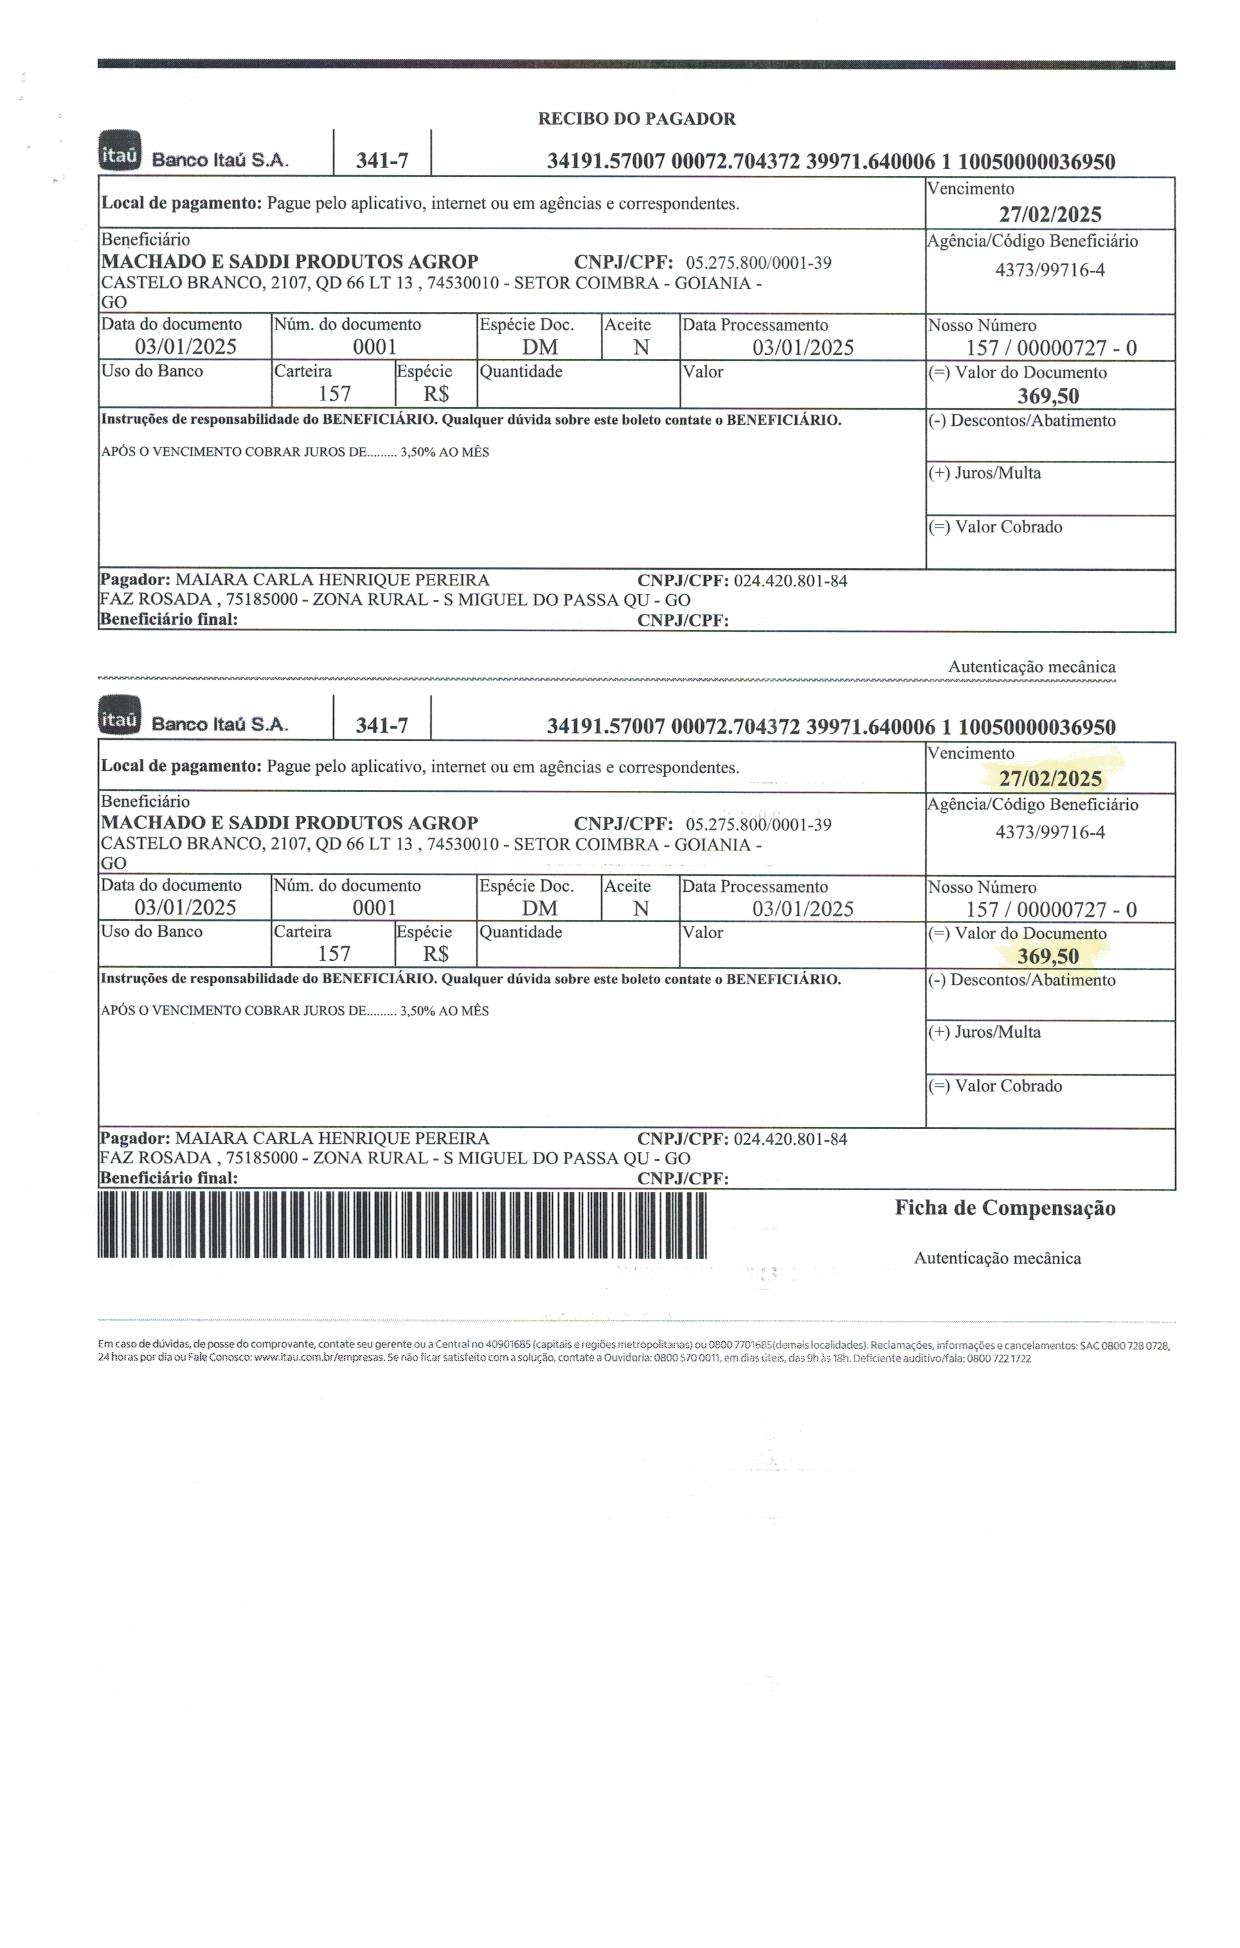 RECIBO DO PAGADOR
itaú Banco Itaú S.A. 341-7 34191.57007 00072.704372 39971.640006 1 10050000036950
Local de pagamento: Pague pelo aplicativo, internet ou em agências e correspondentes.
Vencimento
27/02/2025
Beneficiário
MACHADO E SADDI PRODUTOS AGROP CNPJ/CPF: 05.275.800/0001-39
CASTELO BRANCO, 2107, QD 66 LT 13 , 74530010 - SETOR COIMBRA - GOIANIA -
GO
Agência/Código Beneficiário
4373/99716-4
Data do documento Núm. do documento Espécie Doc. Aceite Data Processamento Nosso Número
03/01/2025 0001 DM N 03/01/2025 157 / 00000727 - 0
Uso do Banco Carteira Espécie Quantidade Valor (=) Valor do Documento
157 R$ 369,50
Instruções de responsabilidade do BENEFICIÁRIO. Qualquer dúvida sobre este boleto contate o BENEFICIÁRIO.
(-) Descontos/Abatimento
APÓS O VENCIMENTO COBRAR JUROS DE......... 3,50% AO MÊS
(+) Juros/Multa
(=) Valor Cobrado
Pagador: MAIARA CARLA HENRIQUE PEREIRA CNPJ/CPF: 024.420.801-84
FAZ ROSADA , 75185000 - ZONA RURAL - S MIGUEL DO PASSA QU - GO
Beneficiário final: CNPJ/CPF:
Autenticação mecânica
itaú Banco Itaú S.A. 341-7 34191.57007 00072.704372 39971.640006 1 10050000036950
Local de pagamento: Pague pelo aplicativo, internet ou em agências e correspondentes.
Vencimento
27/02/2025
Beneficiário
MACHADO E SADDI PRODUTOS AGROP CNPJ/CPF: 05.275.800/0001-39
CASTELO BRANCO, 2107, QD 66 LT 13 , 74530010 - SETOR COIMBRA - GOIANIA -
GO
Agência/Código Beneficiário
4373/99716-4
Data do documento Núm. do documento Espécie Doc. Aceite Data Processamento Nosso Número
03/01/2025 0001 DM N 03/01/2025 157 / 00000727 - 0
Uso do Banco Carteira Espécie Quantidade Valor (=) Valor do Documento
157 R$ 369,50
Instruções de responsabilidade do BENEFICIÁRIO. Qualquer dúvida sobre este boleto contate o BENEFICIÁRIO.
(-) Descontos/Abatimento
APÓS O VENCIMENTO COBRAR JUROS DE......... 3,50% AO MÊS
(+) Juros/Multa
(=) Valor Cobrado
Pagador: MAIARA CARLA HENRIQUE PEREIRA CNPJ/CPF: 024.420.801-84
FAZ ROSADA , 75185000 - ZONA RURAL - S MIGUEL DO PASSA QU - GO
Beneficiário final: CNPJ/CPF:
Ficha de Compensação
Autenticação mecânica
Em caso de dúvidas, de posse do comprovante, contate seu gerente ou a Central no 40901685 (capitais e regiões metropolitanas) ou 0800 7701685(demais localidades). Reclamações, informações e cancelamentos: SAC 0800 728 0728,
24 horas por dia ou Fale Conosco: www.itau.com.br/empresas. Se não ficar satisfeito com a solução, contate a Ouvidoria: 0800 570 0011, em dias úteis, das 9h às 18h. Deficiente auditivo/fala: 0800 722 1722